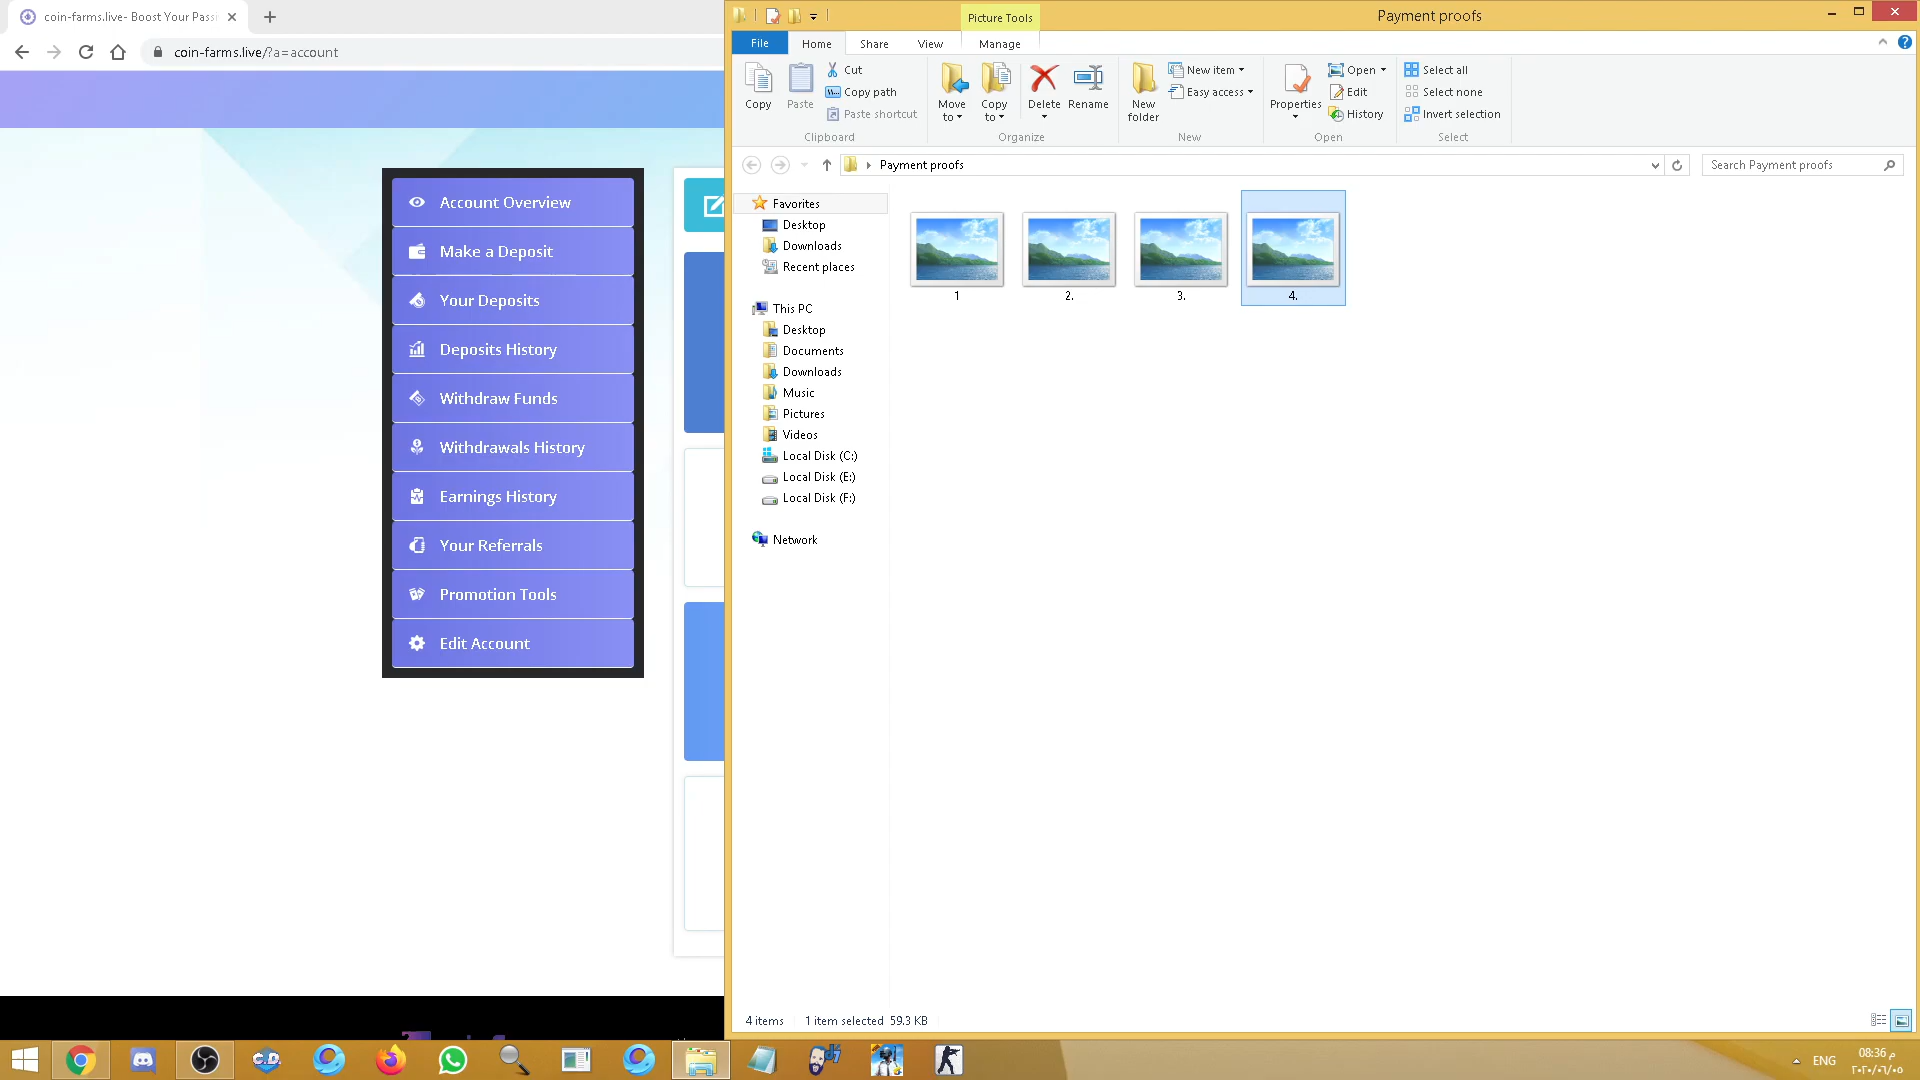 coin-farms.live- Boost Your Passi
coin-farms.live/?a=account
Account Overview
Make a Deposit
Your Deposits
Deposits History
Withdraw Funds
Withdrawals History
Earnings History
Your Referrals
Promotion Tools
Edit Account
Picture Tools
Payment proofs
File
Home
Share
View
Manage
Copy
Paste
Cut
Copy path
Paste shortcut
Clipboard
Move to
Copy to
Delete
Rename
Organize
New folder
New item
Easy access
New
Properties
Open
Edit
History
Open
Select all
Select none
Invert selection
Select
Payment proofs
Search Payment proofs
Favorites
Desktop
Downloads
Recent places
This PC
Desktop
Documents
Downloads
Music
Pictures
Videos
Local Disk (C:)
Local Disk (E:)
Local Disk (F:)
Network
1
2.
3.
4.
4 items
1 item selected 59.3 KB
ENG
08:36 م
٢٠٢٠/٠٦/٠٥